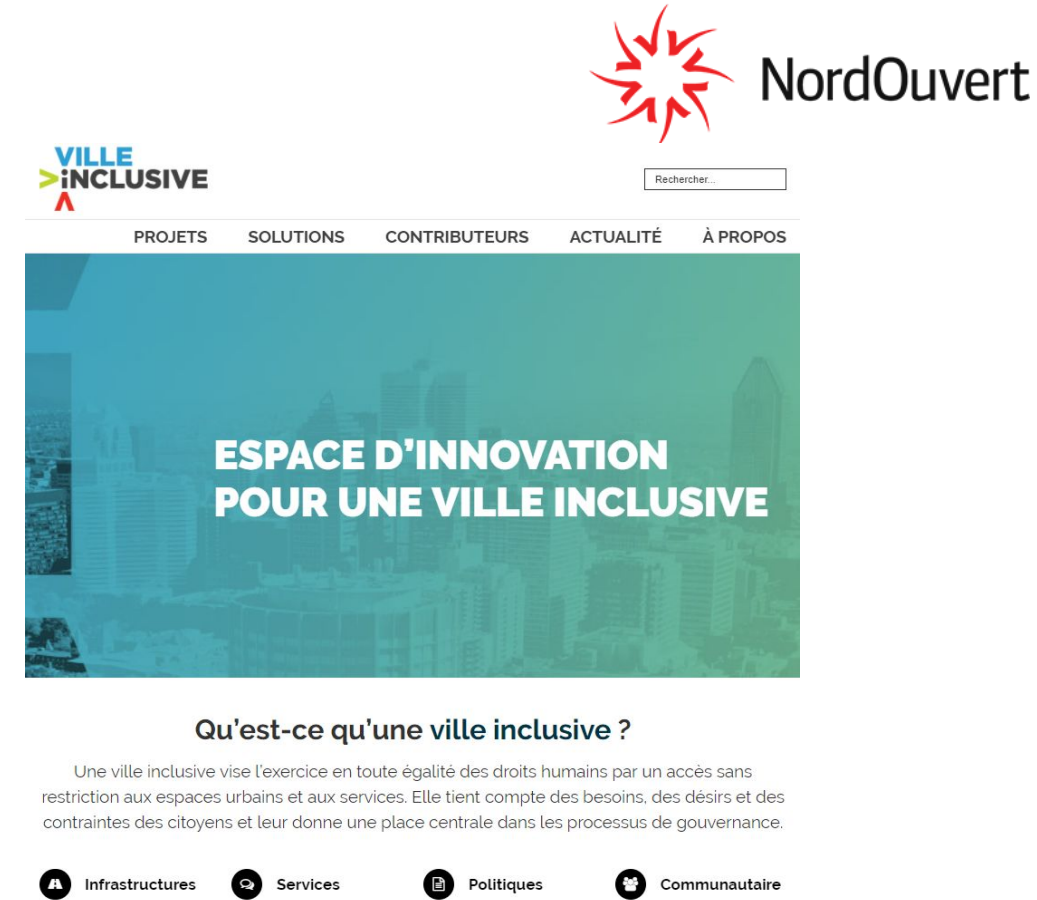 NordOuvert
VILLE
INCLUSIVE
Rechercher...
PROJETS SOLUTIONS CONTRIBUTEURS ACTUALITÉ À PROPOS
ESPACE D’INNOVATION
POUR UNE VILLE INCLUSIVE
Qu’est-ce qu’une ville inclusive ?
Une ville inclusive vise l’exercice en toute égalité des droits humains par un accès sans
restriction aux espaces urbains et aux services. Elle tient compte des besoins, des désirs et des
contraintes des citoyens et leur donne une place centrale dans les processus de gouvernance.
Infrastructures Services Politiques Communautaire